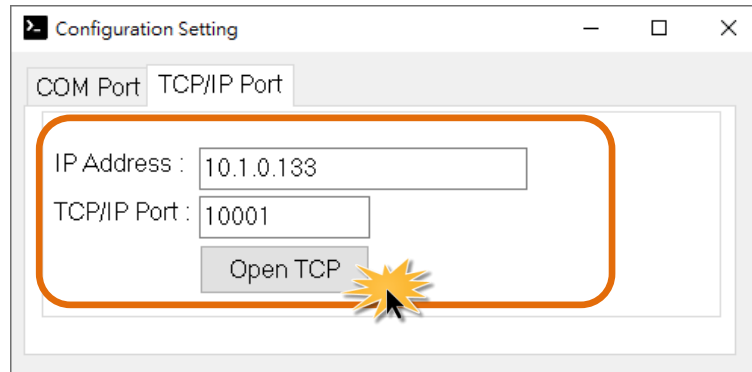 Configuration Setting
COM Port TCP/IP Port
IP Address : 10.1.0.133
TCP/IP Port : 10001
Open TCP